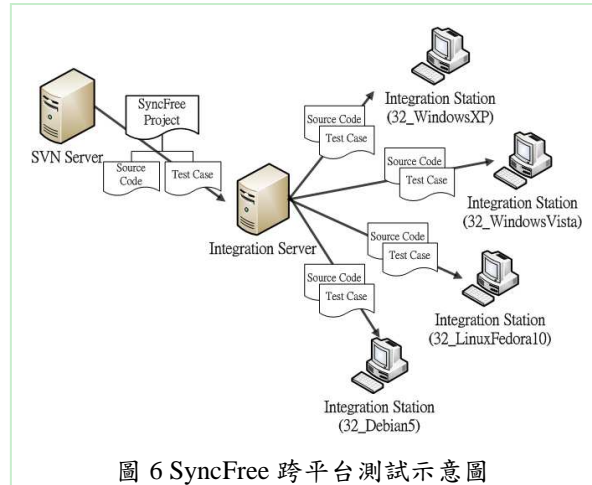 SVN Server
SyncFree
Project
Source
Code
Test Case
Integration Server
Source Code
Test Case
Integration Station
(32_WindowsXP)
Source Code
Test Case
Integration Station
(32_WindowsVista)
Source Code
Test Case
Integration Station
(32_LinuxFedora10)
Source Code
Test Case
Integration Station
(32_Debian5)
圖 6 SyncFree 跨平台測試示意圖